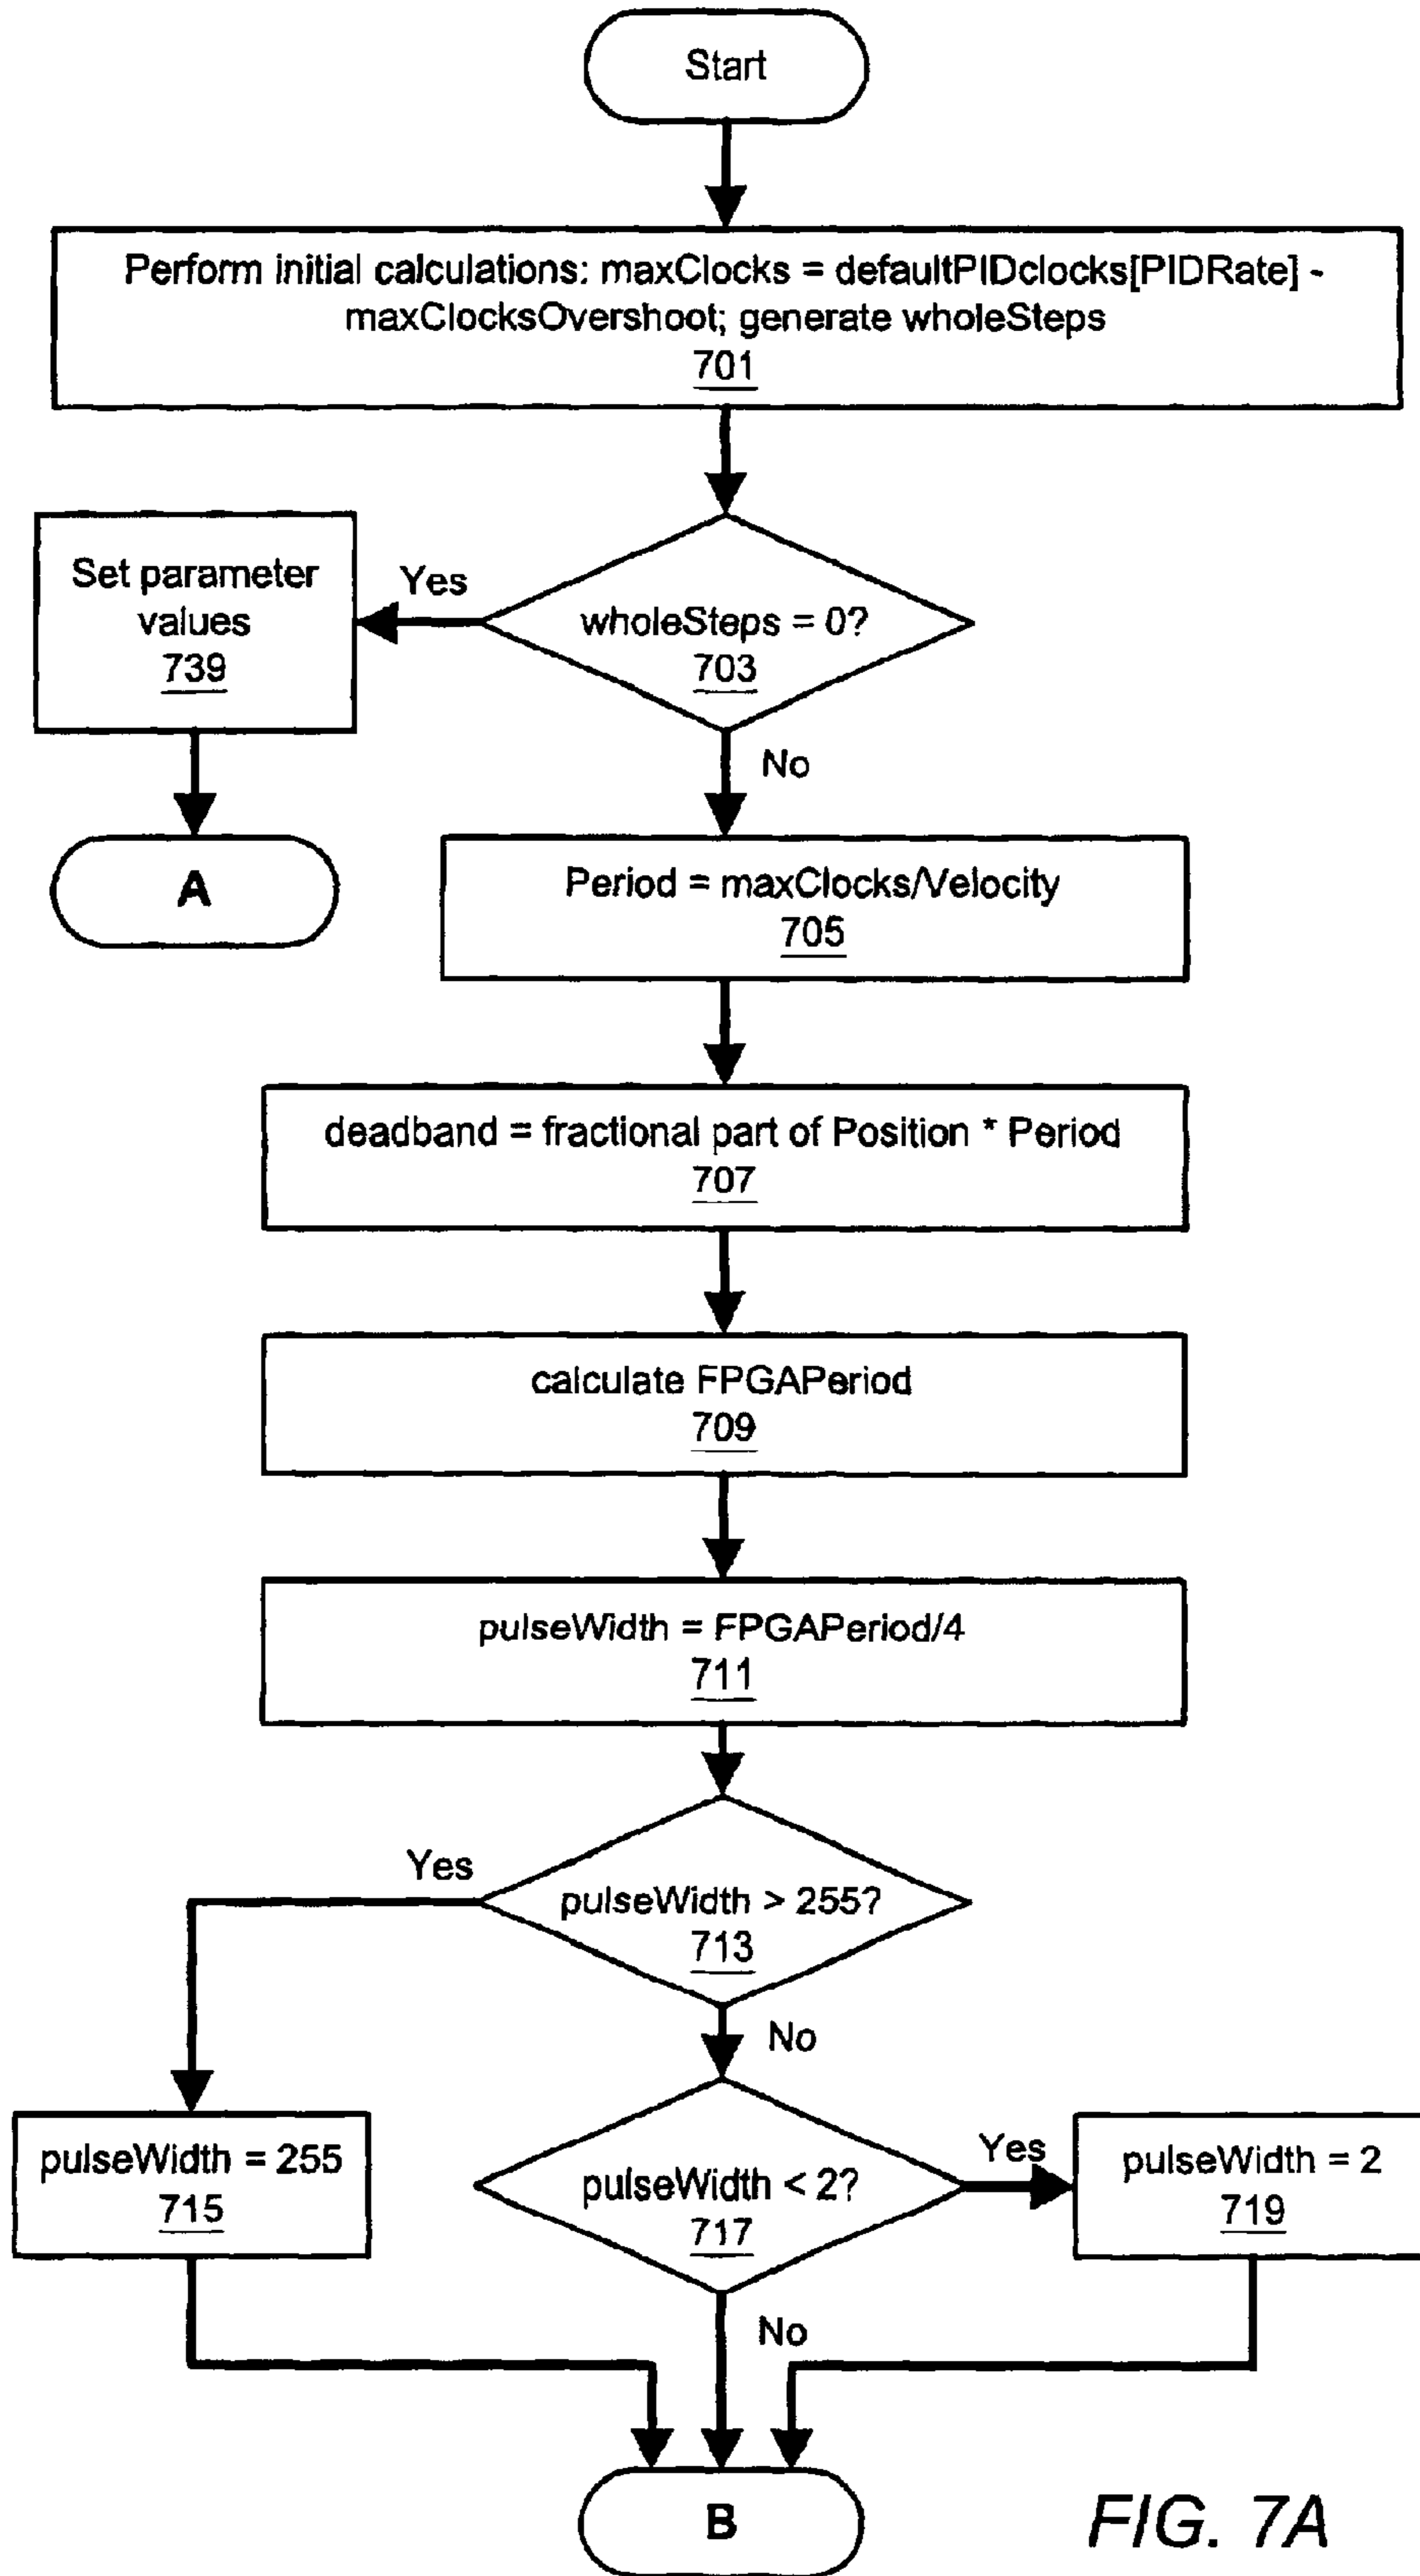 Start
Perform initial calculations: maxClocks = defaultPIDclocks[PIDRate] -
maxClocksOvershoot; generate wholeSteps
701
Set parameter
values
739
Yes
wholeSteps = 0?
703
No
A
Period = maxClocks/Velocity
705
deadband = fractional part of Position * Period
707
calculate FPGAPeriod
709
pulseWidth = FPGAPeriod/4
711
Yes
pulseWidth > 255?
713
No
pulseWidth = 255
715
pulseWidth < 2?
717
Yes
pulseWidth = 2
719
No
B
FIG. 7A